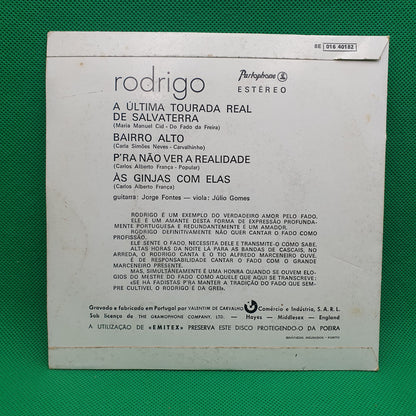 8E 016 40182
rodrigo
Parlophone
ESTÉREO
A ÚLTIMA TOURADA REAL
DE SALVATERRA
(Maria Manuel Cid - Do Fado da Freira)
BAIRRO ALTO
(Carla Simões Neves - Carvalhinho)
P'RA NÃO VER A REALIDADE
(Carlos Alberto França - Popular)
ÀS GINJAS COM ELAS
(Carlos Alberto França)
guitarra: Jorge Fontes — viola: Júlio Gomes
RODRIGO É UM EXEMPLO DO VERDADEIRO AMOR PELO FADO.
ELE É UM AMANTE DESTA FORMA DE EXPRESSÃO PROFUNDA-
MENTE PORTUGUESA E REDUNDANTEMENTE É UM AMADOR.
RODRIGO DEFINITIVAMENTE NÃO QUER CANTAR O FADO COMO
PROFISSÃO.
ELE SENTE O FADO, NECESSITA DELE E TRANSMITE-O COMO SABE.
ALTAS HORAS DA NOITE LÁ PARA AS BANDAS DE CASCAIS, NO
ARREDA, O RODRIGO CANTA E O TIO ALFREDO MARCENEIRO OUVE.
É DE RESPONSABILIDADE CANTAR O FADO COM O GRANDE
MARCENEIRO PRESENTE.
MAS, SIMULTÂNEAMENTE É UMA HONRA QUANDO SE OUVEM ELO-
GIOS DO MESTRE DO FADO COMO AQUELE QUE AQUI SE TRANSCREVE:
«SE HÁ FADISTAS P'RA MANTER A TRADIÇÃO DO FADO QUE SEM-
PRE CULTIVEI, O RODRIGO É DA GREI».
Gravado e fabricado em Portugal por VALENTIM DE CARVALHO Comércio e Indústria, S. A. R. L.
Sub licença de THE GRAMOPHONE COMPANY, LTD. — Hayes — Middlesex — England
A UTILIZAÇÃO DE «EMITEX» PRESERVA ESTE DISCO PROTEGENDO-O DA POEIRA